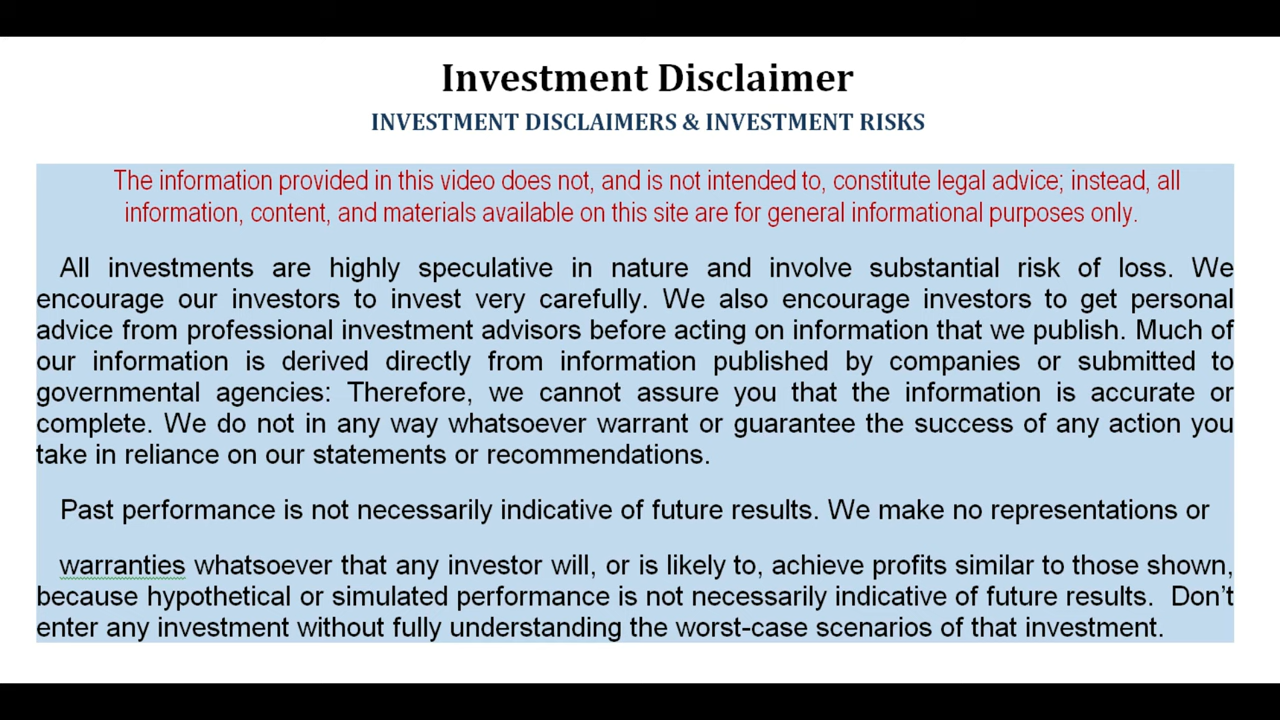 Investment Disclaimer
INVESTMENT DISCLAIMERS & INVESTMENT RISKS
The information provided in this video does not, and is not intended to, constitute legal advice; instead, all
information, content, and materials available on this site are for general informational purposes only.
All investments are highly speculative in nature and involve substantial risk of loss. We
encourage our investors to invest very carefully. We also encourage investors to get personal
advice from professional investment advisors before acting on information that we publish. Much of
our information is derived directly from information published by companies or submitted to
governmental agencies: Therefore, we cannot assure you that the information is accurate or
complete. We do not in any way whatsoever warrant or guarantee the success of any action you
take in reliance on our statements or recommendations.
Past performance is not necessarily indicative of future results. We make no representations or
warranties whatsoever that any investor will, or is likely to, achieve profits similar to those shown,
because hypothetical or simulated performance is not necessarily indicative of future results.  Don’t
enter any investment without fully understanding the worst-case scenarios of that investment.